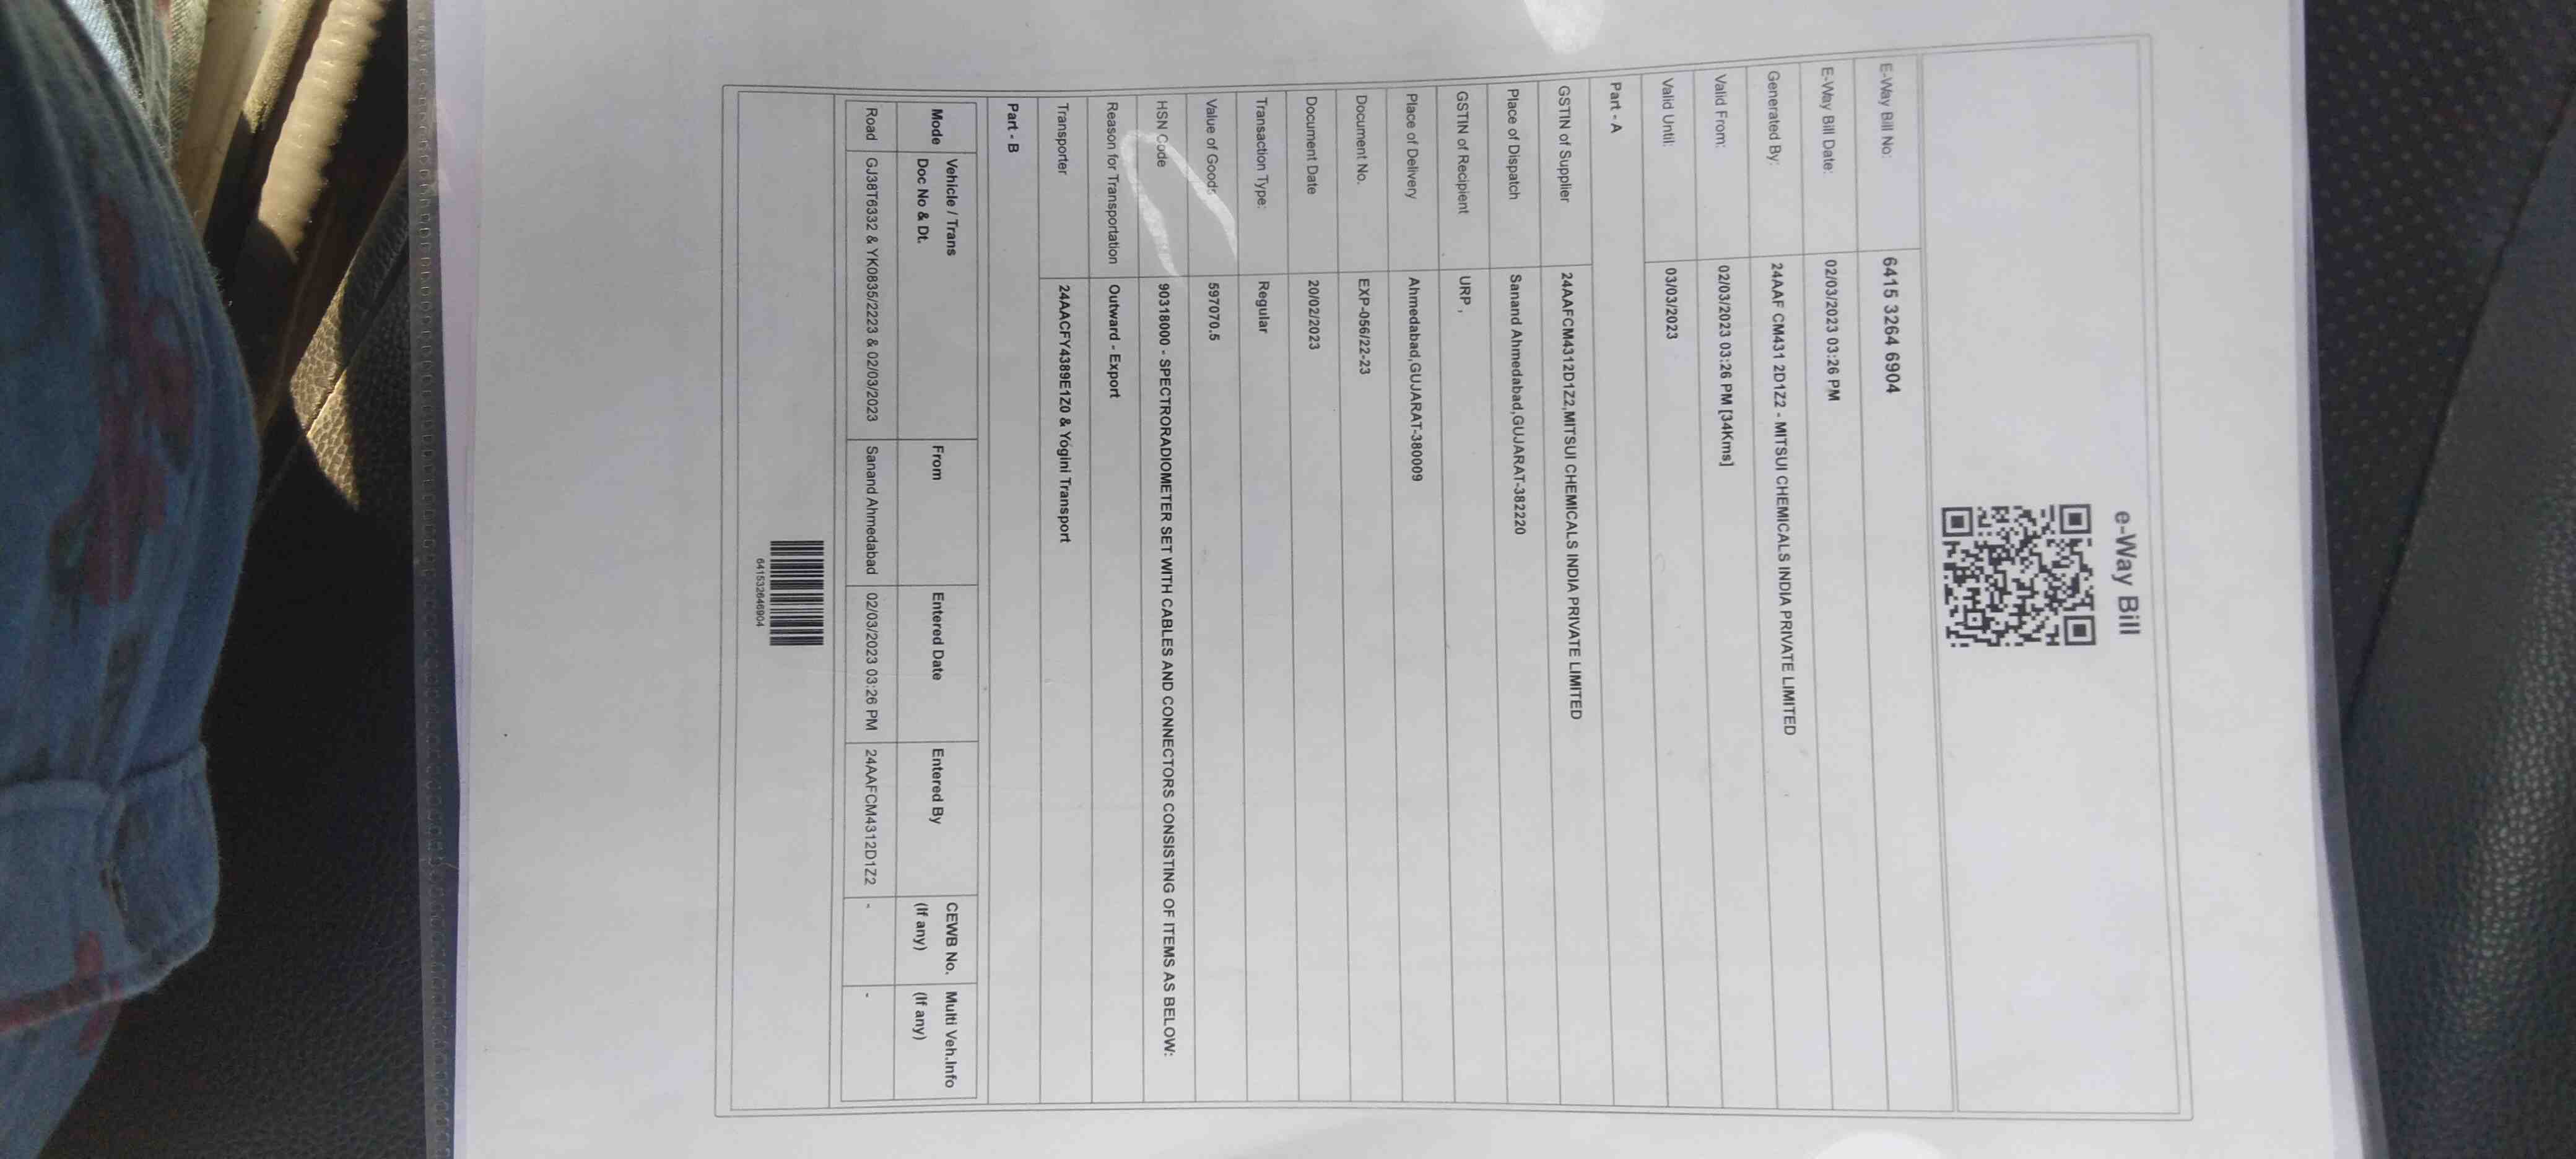 e-Way Bill
E-Way Bill No: 6415 3264 6904
E-Way Bill Date: 02/03/2023 03:26 PM
Generated By: 24AAF CM431 2D1Z2 - MITSUI CHEMICALS INDIA PRIVATE LIMITED
Valid From: 02/03/2023 03:26 PM [34Kms]
Valid Until: 03/03/2023
Part - A
GSTIN of Supplier 24AAFCM4312D1Z2,MITSUI CHEMICALS INDIA PRIVATE LIMITED
Place of Dispatch Sanand Ahmedabad,GUJARAT-382220
GSTIN of Recipient URP ,
Place of Delivery Ahmedabad,GUJARAT-380009
Document No. EXP-056/22-23
Document Date 20/02/2023
Transaction Type: Regular
Value of Goods 597070.5
HSN Code 90318000 - SPECTRORADIOMETER SET WITH CABLES AND CONNECTORS CONSISTING OF ITEMS AS BELOW:
Reason for Transportation Outward - Export
Transporter 24AACFY4389E1Z0 & Yogini Transport
Part - B
Mode Vehicle / Trans Doc No & Dt. From Entered Date Entered By CEWB No. (If any) Multi Veh.Info (If any)
Road GJ38T6332 & YK0835/2223 & 02/03/2023 Sanand Ahmedabad 02/03/2023 03:26 PM 24AAFCM4312D1Z2 - -
641532646904